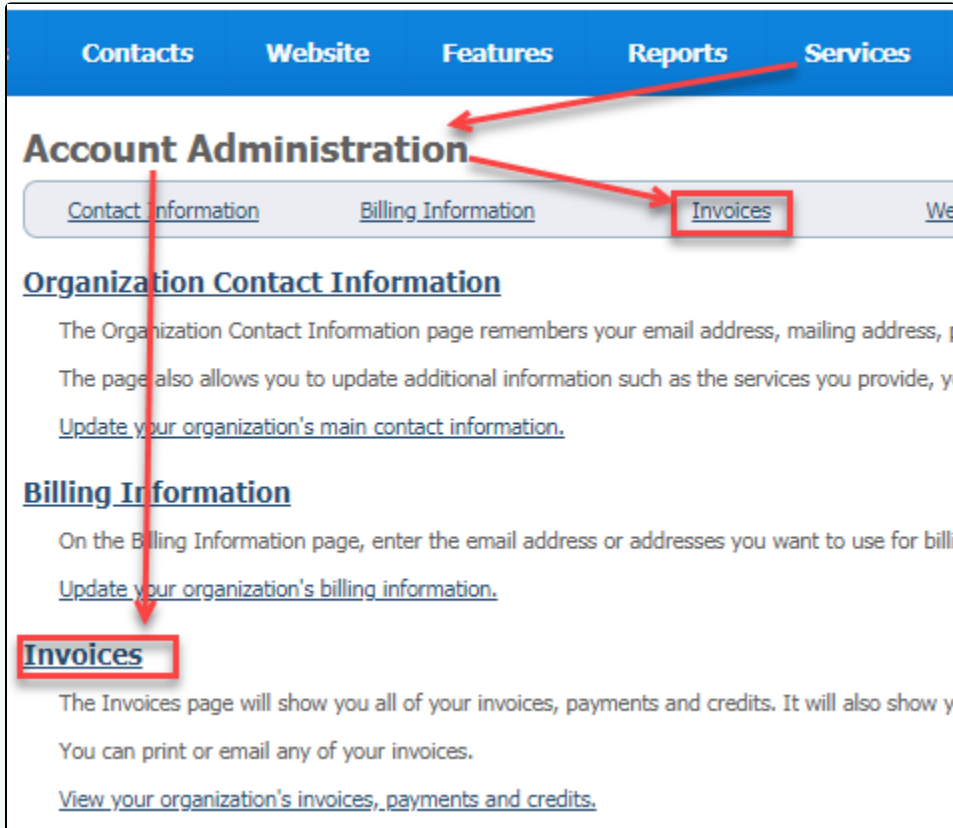 Contacts Website Features Reports Services
Account Administration
Contact Information Billing Information Invoices We
Organization Contact Information
The Organization Contact Information page remembers your email address, mailing address, p
The page also allows you to update additional information such as the services you provide, y
Update your organization's main contact information.
Billing Information
On the Billing Information page, enter the email address or addresses you want to use for bill
Update your organization's billing information.
Invoices
The Invoices page will show you all of your invoices, payments and credits. It will also show y
You can print or email any of your invoices.
View your organization's invoices, payments and credits.